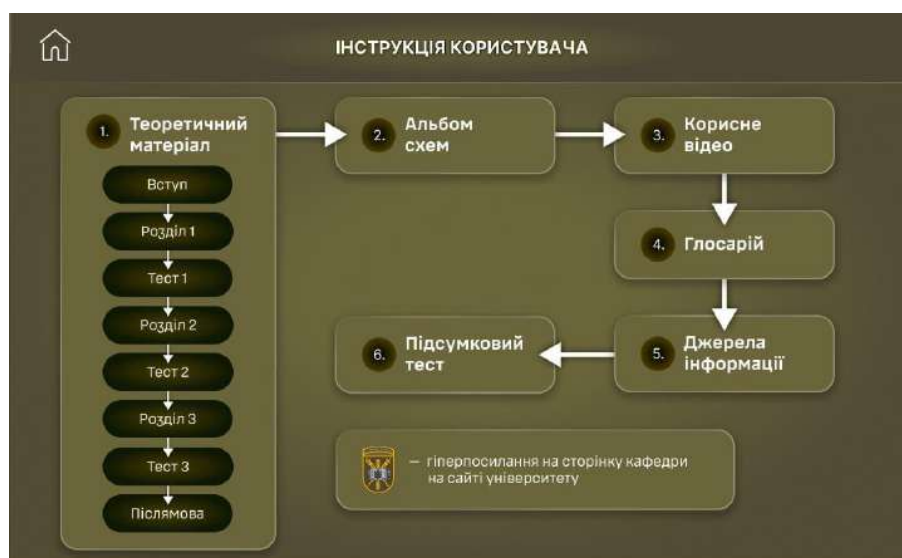 ІНСТРУКЦІЯ КОРИСТУВАЧА
1. Теоретичний
матеріал
Вступ
Розділ 1
Тест 1
Розділ 2
Тест 2
Розділ 3
Тест 3
Післямова
2. Альбом
схем
3. Корисне
відео
4. Глосарій
5. Джерела
інформації
6. Підсумковий
тест
— гіперпосилання на сторінку кафедри
на сайті університету